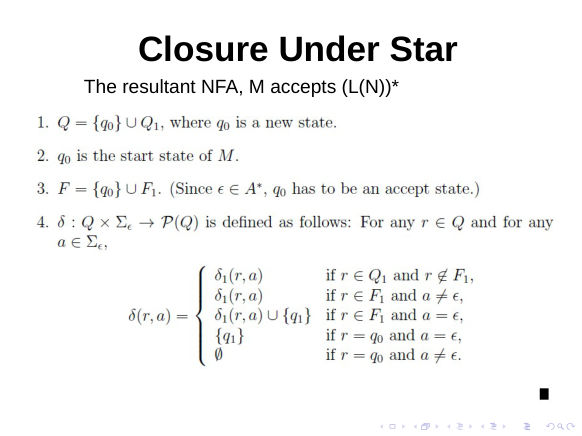 Closure Under Star
The resultant NFA, M accepts (L(N))*
1. Q = {q₀} ∪ Q₁, where q₀ is a new state.
2. q₀ is the start state of M.
3. F = {q₀} ∪ F₁. (Since ϵ ∈ A*, q₀ has to be an accept state.)
4. δ : Q × Σ_ϵ → 𝒫(Q) is defined as follows: For any r ∈ Q and for any
a ∈ Σ_ϵ,
δ₁(r, a) if r ∈ Q₁ and r ∉ F₁,
δ₁(r, a) if r ∈ F₁ and a ≠ ϵ,
δ(r, a) = { δ₁(r, a) ∪ {q₁} if r ∈ F₁ and a = ϵ,
{q₁} if r = q₀ and a = ϵ,
∅ if r = q₀ and a ≠ ϵ.